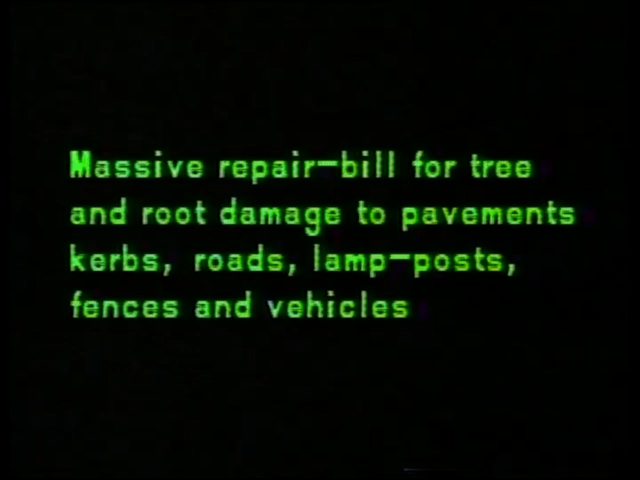 Massive repair-bill for tree
and root damage to pavements
kerbs, roads, lamp-posts,
fences and vehicles